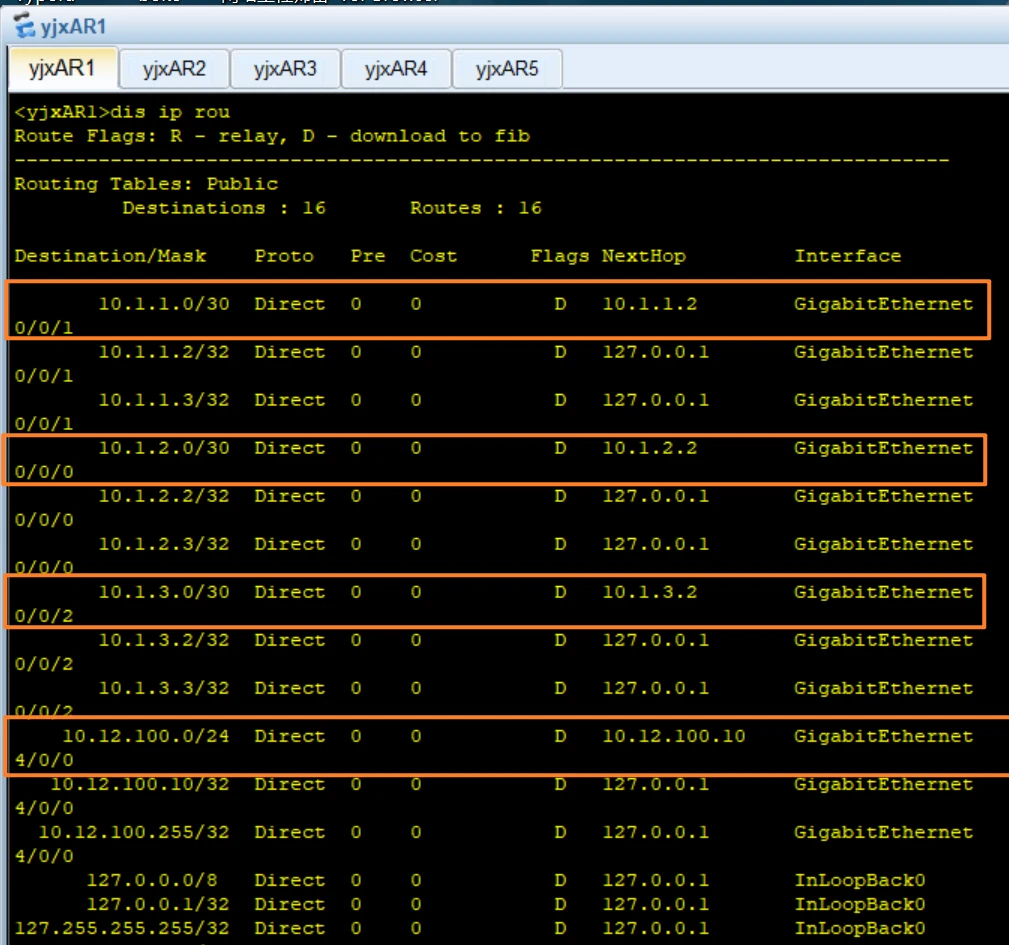 yjxAR1
yjxAR1 yjxAR2 yjxAR3 yjxAR4 yjxAR5
<yjxAR1>dis ip rou
Route Flags: R - relay, D - download to fib
------------------------------------------------------------------------------
Routing Tables: Public
         Destinations : 16       Routes : 16

Destination/Mask    Proto   Pre  Cost      Flags NextHop         Interface

       10.1.1.0/30  Direct  0    0           D   10.1.1.2        GigabitEthernet
0/0/1
       10.1.1.2/32  Direct  0    0           D   127.0.0.1       GigabitEthernet
0/0/1
       10.1.1.3/32  Direct  0    0           D   127.0.0.1       GigabitEthernet
0/0/1
       10.1.2.0/30  Direct  0    0           D   10.1.2.2        GigabitEthernet
0/0/0
       10.1.2.2/32  Direct  0    0           D   127.0.0.1       GigabitEthernet
0/0/0
       10.1.2.3/32  Direct  0    0           D   127.0.0.1       GigabitEthernet
0/0/0
       10.1.3.0/30  Direct  0    0           D   10.1.3.2        GigabitEthernet
0/0/2
       10.1.3.2/32  Direct  0    0           D   127.0.0.1       GigabitEthernet
0/0/2
       10.1.3.3/32  Direct  0    0           D   127.0.0.1       GigabitEthernet
0/0/2
    10.12.100.0/24  Direct  0    0           D   10.12.100.10    GigabitEthernet
4/0/0
   10.12.100.10/32  Direct  0    0           D   127.0.0.1       GigabitEthernet
4/0/0
  10.12.100.255/32  Direct  0    0           D   127.0.0.1       GigabitEthernet
4/0/0
      127.0.0.0/8   Direct  0    0           D   127.0.0.1       InLoopBack0
      127.0.0.1/32  Direct  0    0           D   127.0.0.1       InLoopBack0
127.255.255.255/32  Direct  0    0           D   127.0.0.1       InLoopBack0